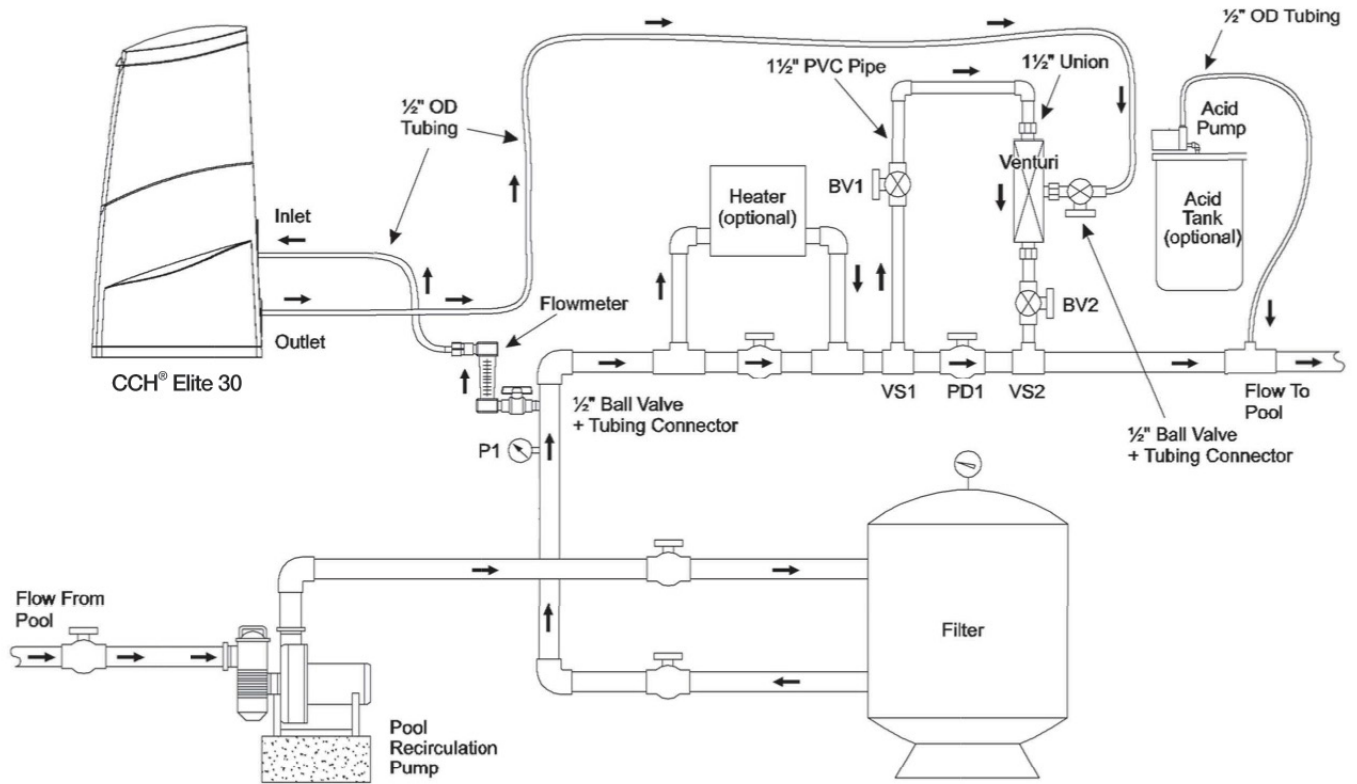 ½" OD Tubing
1½" PVC Pipe
1½" Union
½" OD
Tubing
Acid
Pump
Venturi
BV1
Heater
(optional)
Acid
Tank
(optional)
Inlet
Flowmeter
BV2
Outlet
CCH® Elite 30
½" Ball Valve
+ Tubing Connector
VS1
PD1
VS2
Flow To
Pool
P1
½" Ball Valve
+ Tubing Connector
Flow From
Pool
Filter
Pool
Recirculation
Pump